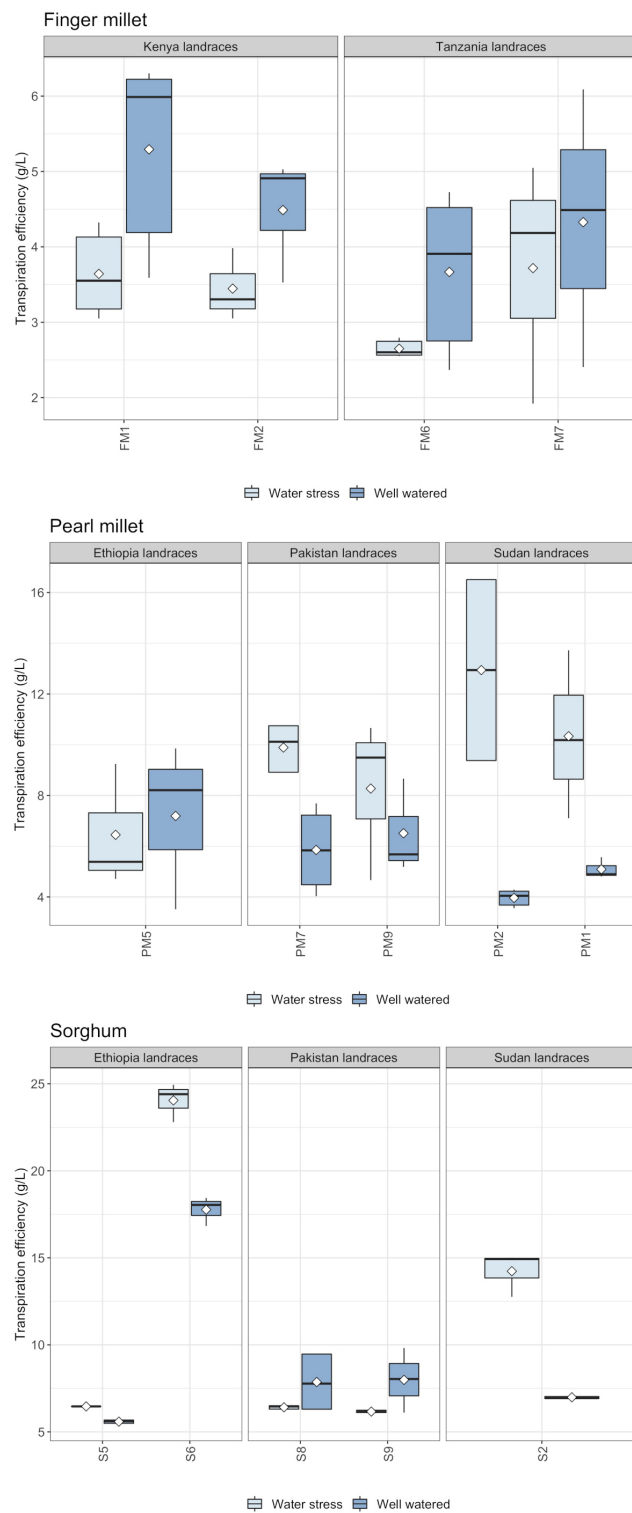 Finger millet
Kenya landraces
Tanzania landraces
Transpiration efficiency (g/L)
6
5
4
3
2
FM1
FM2
FM6
FM7
Water stress
Well watered
Pearl millet
Ethiopia landraces
Pakistan landraces
Sudan landraces
Transpiration efficiency (g/L)
16
12
8
4
PM5
PM7
PM9
PM2
PM1
Water stress
Well watered
Sorghum
Ethiopia landraces
Pakistan landraces
Sudan landraces
Transpiration efficiency (g/L)
25
20
15
10
5
S5
S6
S8
S9
S2
Water stress
Well watered